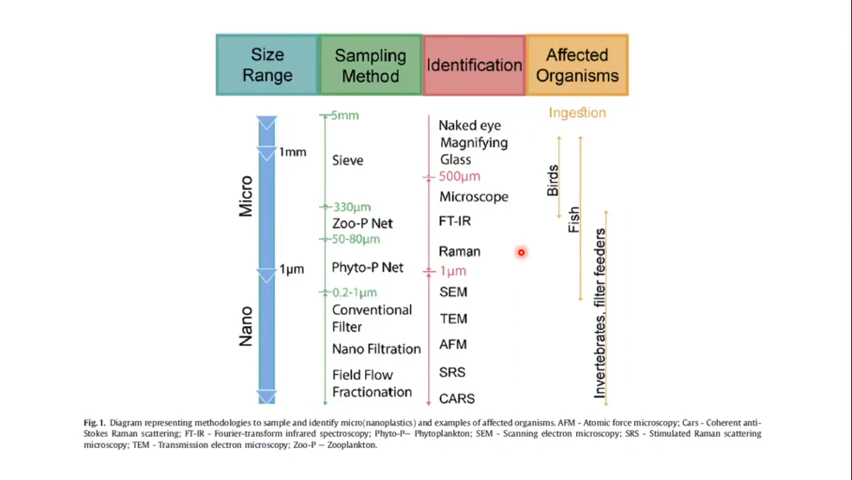 Size Range
Sampling Method
Identification
Affected Organisms
Micro
Nano
1mm
1µm
5mm
Sieve
330µm
Zoo-P Net
50-80µm
Phyto-P Net
0.2-1µm
Conventional
Filter
Nano Filtration
Field Flow
Fractionation
Naked eye
Magnifying
Glass
500µm
Microscope
FT-IR
Raman
1µm
SEM
TEM
AFM
SRS
CARS
Ingestion
Birds
Fish
Invertebrates, filter feeders
Fig. 1. Diagram representing methodologies to sample and identify micro(nanoplastics) and examples of affected organisms. AFM - Atomic force microscopy; Cars - Coherent anti-
Stokes Raman scattering; FT-IR - Fourier-transform infrared spectroscopy; Phyto-P— Phytoplankton; SEM - Scanning electron microscopy; SRS - Stimulated Raman scattering
microscopy; TEM - Transmission electron microscopy; Zoo-P — Zooplankton.